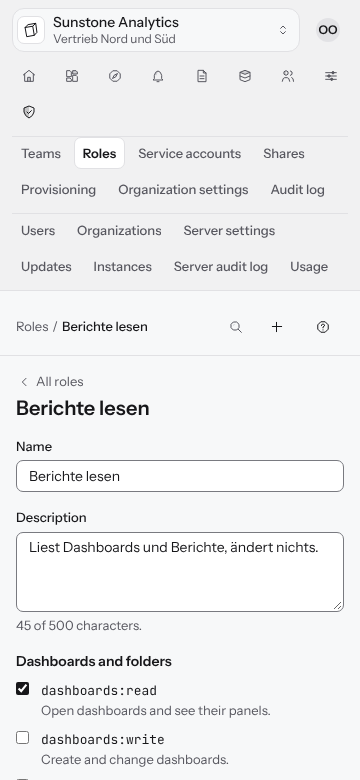 Sunstone Analytics
Vertrieb Nord und Süd
OO
Teams Roles Service accounts Shares
Provisioning Organization settings Audit log
Users Organizations Server settings
Updates Instances Server audit log Usage
Roles / Berichte lesen
All roles
Berichte lesen
Name
Berichte lesen
Description
Liest Dashboards und Berichte, ändert nichts.
45 of 500 characters.
Dashboards and folders
dashboards:read
Open dashboards and see their panels.
dashboards:write
Create and change dashboards.